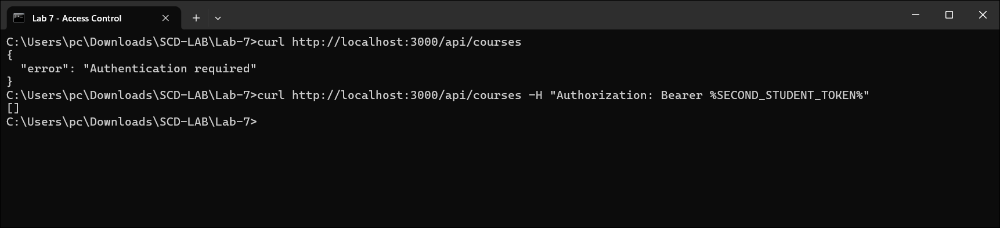 Lab 7 - Access Control
C:\Users\pc\Downloads\SCD-LAB\Lab-7>curl http://localhost:3000/api/courses
{
  "error": "Authentication required"
}
C:\Users\pc\Downloads\SCD-LAB\Lab-7>curl http://localhost:3000/api/courses -H "Authorization: Bearer %SECOND_STUDENT_TOKEN%"
[]
C:\Users\pc\Downloads\SCD-LAB\Lab-7>